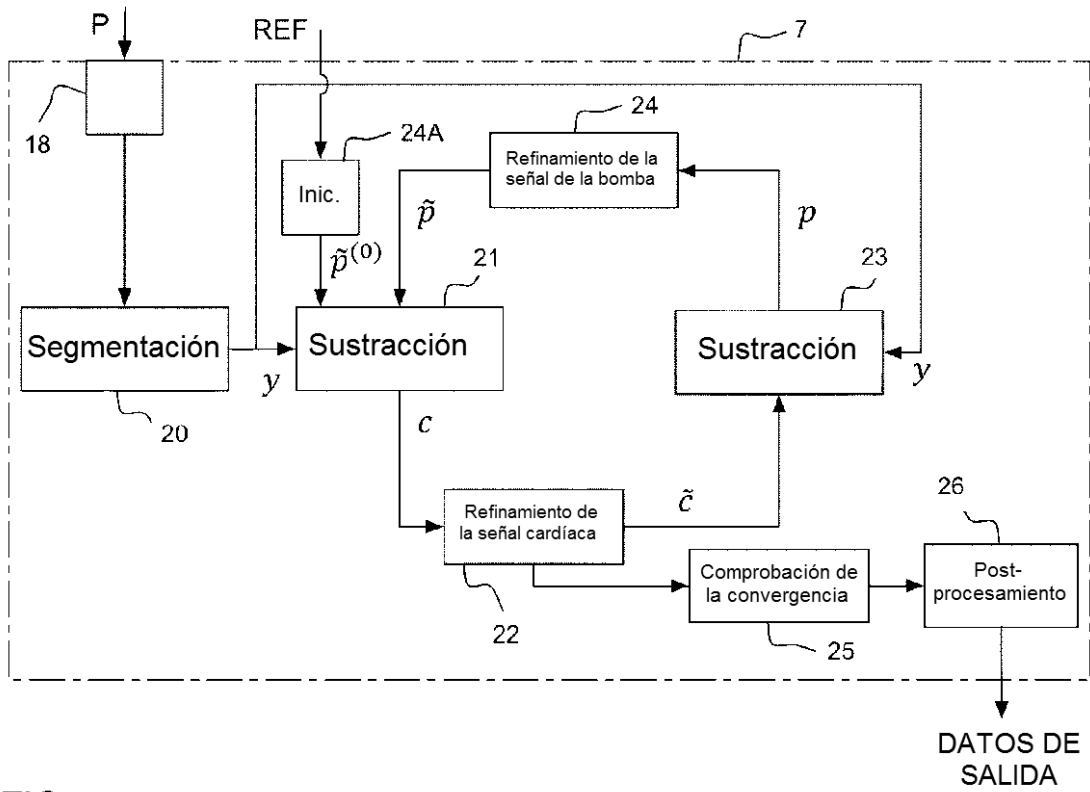 P
REF
7
18
24A
24
Inic.
Refinamiento de la
señal de la bomba
p̃
p
p̃⁽⁰⁾
21
23
Segmentación
Sustracción
Sustracción
y
y
20
c
26
Refinamiento de
la señal cardíaca
c̃
22
Comprobación de
la convergencia
25
Post-
procesamiento
DATOS DE
SALIDA